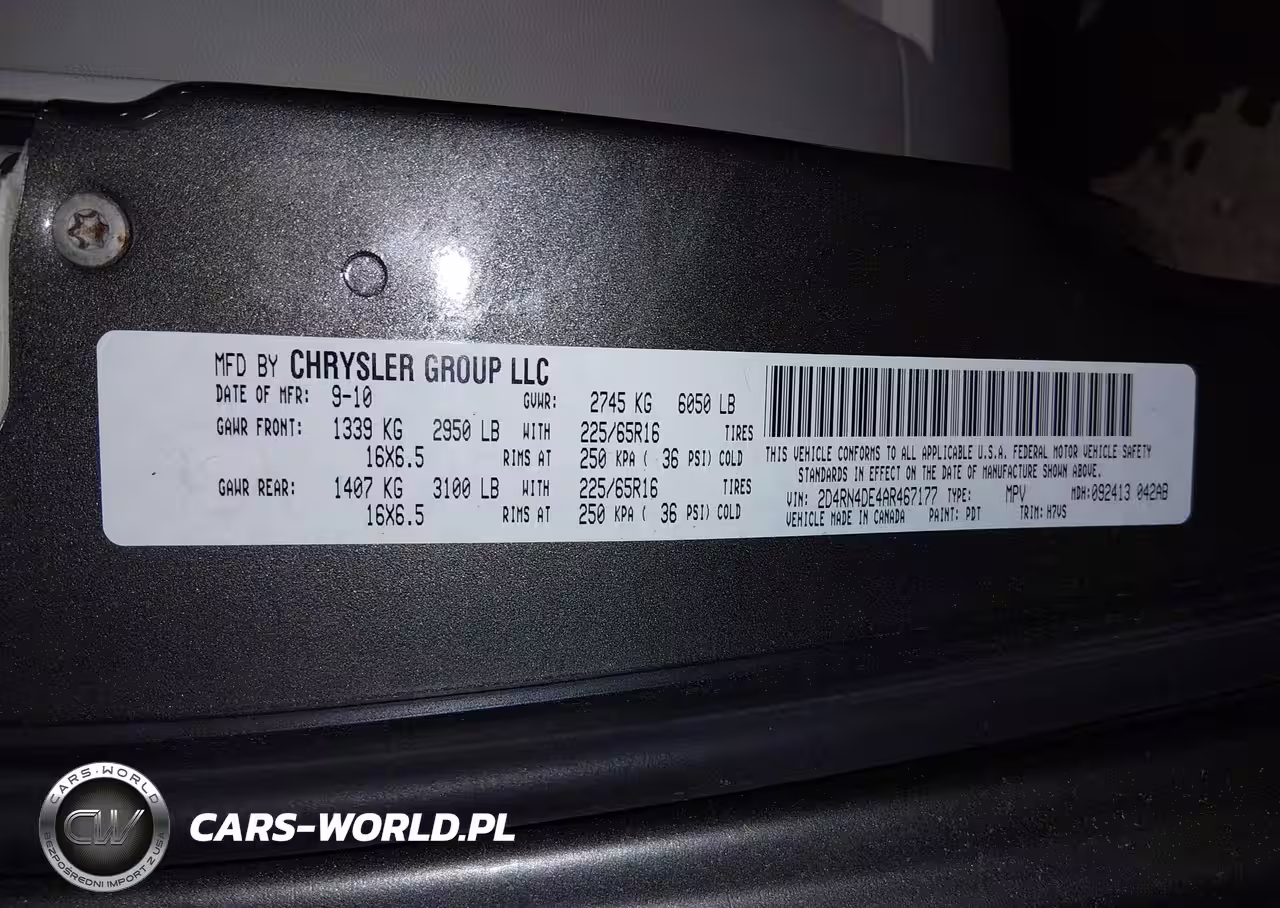 MFD BY CHRYSLER GROUP LLC
DATE OF MFR: 9-10 GVWR: 2745 KG 6050 LB
GAWR FRONT: 1339 KG 2950 LB WITH 225/65R16 TIRES
16X6.5 RIMS AT 250 KPA ( 36 PSI) COLD
GAWR REAR: 1407 KG 3100 LB WITH 225/65R16 TIRES
16X6.5 RIMS AT 250 KPA ( 36 PSI) COLD
THIS VEHICLE CONFORMS TO ALL APPLICABLE U.S.A. FEDERAL MOTOR VEHICLE SAFETY
STANDARDS IN EFFECT ON THE DATE OF MANUFACTURE SHOWN ABOVE.
VIN: 2D4RN4DE4AR467177 TYPE: MPV MDH:092413 042AB
VEHICLE MADE IN CANADA PAINT: PDT TRIM: H7VS
CARS-WORLD
CW
BEZPOŚREDNI IMPORT Z USA
CARS-WORLD.PL